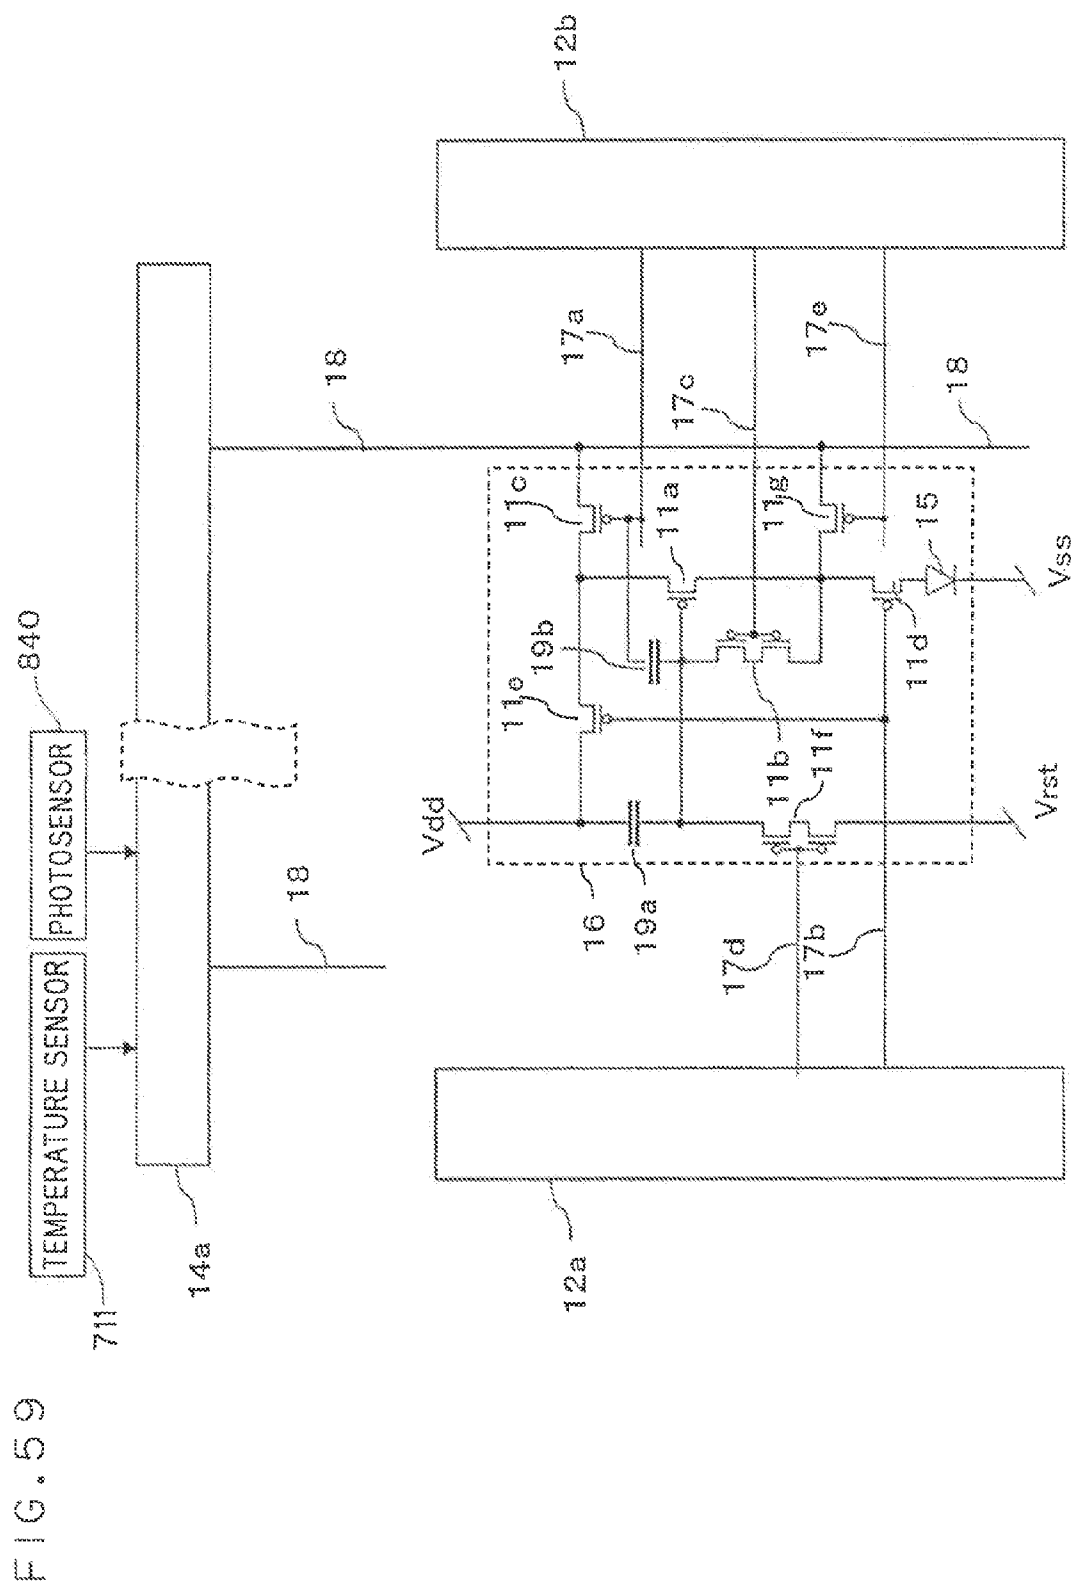 FIG.59
TEMPERATURE SENSOR
PHOTOSENSOR
711
840
14a
18
18
18
12a
12b
Vdd
16
19a
11e
19b
11c
11a
17a
17c
17e
17d
17b
11b
11f
11g
11d
15
Vss
Vrst